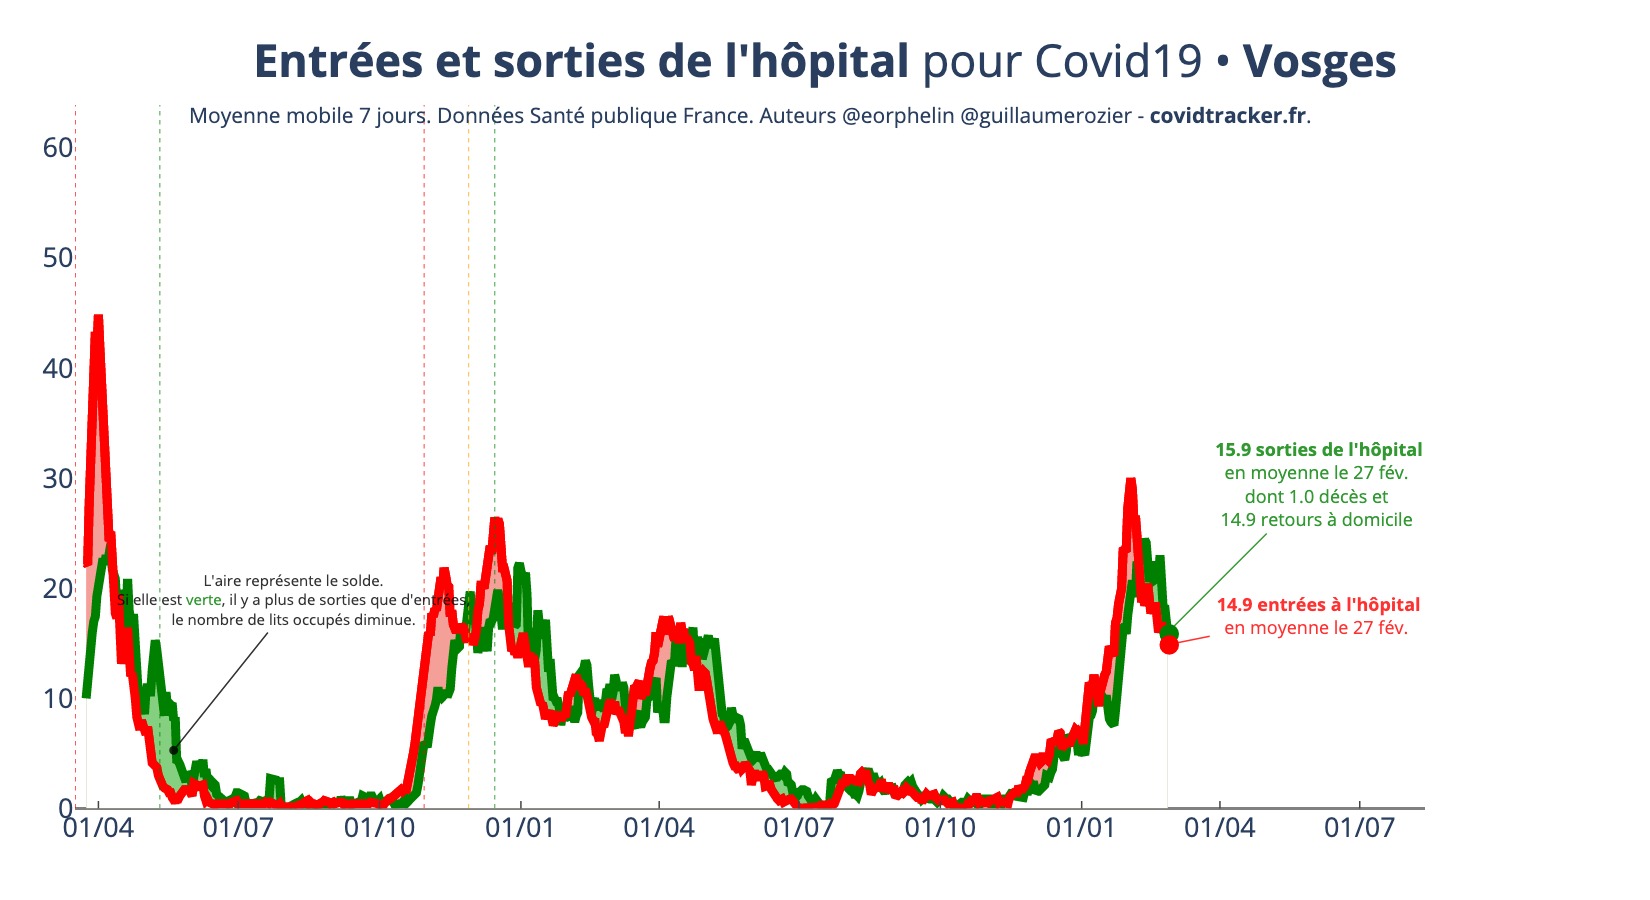 Entrées et sorties de l'hôpital pour Covid19 • Vosges
Moyenne mobile 7 jours. Données Santé publique France. Auteurs @eorphelin @guillaumerozier - covidtracker.fr.
60
50
40
30
20
10
0
15.9 sorties de l'hôpital
en moyenne le 27 fév.
dont 1.0 décès et
14.9 retours à domicile
L'aire représente le solde.
Si elle est verte, il y a plus de sorties que d'entrées,
le nombre de lits occupés diminue.
14.9 entrées à l'hôpital
en moyenne le 27 fév.
01/04 01/07 01/10 01/01 01/04 01/07 01/10 01/01 01/04 01/07